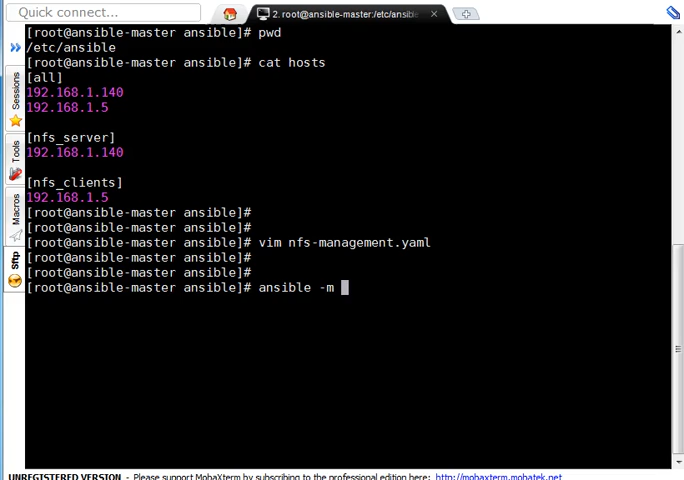 Quick connect...
2. root@ansible-master:/etc/ansible
[root@ansible-master ansible]# pwd
/etc/ansible
[root@ansible-master ansible]# cat hosts
[all]
192.168.1.140
192.168.1.5
[nfs_server]
192.168.1.140
[nfs_clients]
192.168.1.5
[root@ansible-master ansible]#
[root@ansible-master ansible]#
[root@ansible-master ansible]# vim nfs-management.yaml
[root@ansible-master ansible]#
[root@ansible-master ansible]#
[root@ansible-master ansible]# ansible -m
Sessions
Tools
Macros
Sftp
UNREGISTERED VERSION - Please support MobaXterm by subscribing to the professional edition here: http://mobaxterm.mobatek.net